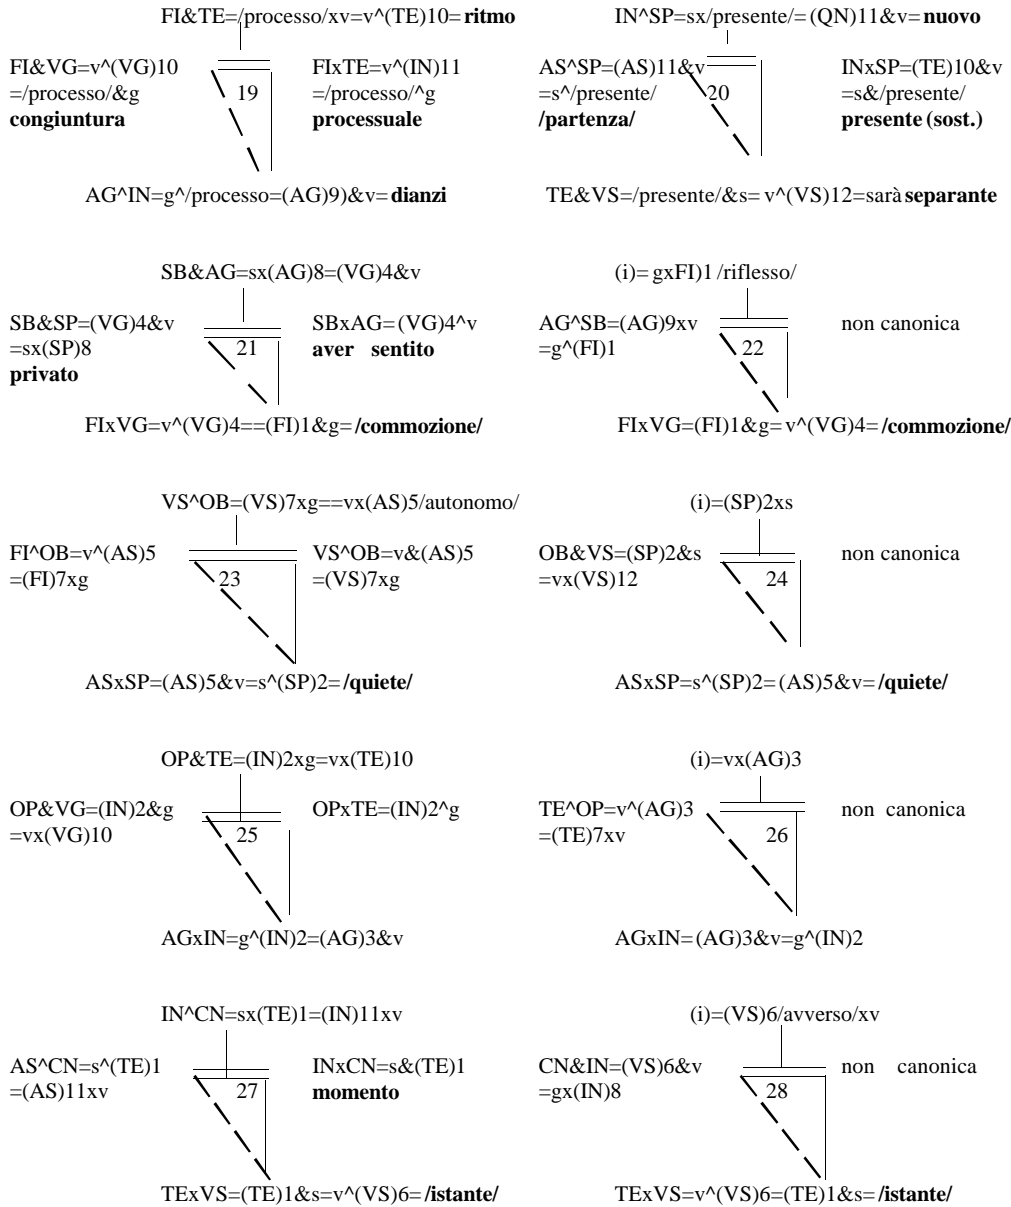 FI&TE=/processo/xv=v^(TE)10=ritmo
FI&VG=v^(VG)10
=/processo/&g
congiuntura
19
FIxTE=v^(IN)11
=/processo/^g
processuale
AG^IN=g^/processo=(AG)9)&v=dianzi
IN^SP=sx/presente/=(QN)11&v=nuovo
AS^SP=(AS)11&v
=s^/presente/
/partenza/
20
INxSP=(TE)10&v
=s&/presente/
presente (sost.)
TE&VS=/presente/&s=v^(VS)12=sarà separante
SB&AG=sx(AG)8=(VG)4&v
SB&SP=(VG)4&v
=sx(SP)8
privato
21
SBxAG=(VG)4^v
aver sentito
FIxVG=v^(VG)4==(FI)1&g=/commozione/
(i)= gxFI)1 /riflesso/
AG^SB=(AG)9xv
=g^(FI)1
22
non canonica
FIxVG=(FI)1&g=v^(VG)4=/commozione/
VS^OB=(VS)7xg==vx(AS)5/autonomo/
FI^OB=v^(AS)5
=(FI)7xg
23
VS^OB=v&(AS)5
=(VS)7xg
ASxSP=(AS)5&v=s^(SP)2=/quiete/
(i)=(SP)2xs
OB&VS=(SP)2&s
=vx(VS)12
24
non canonica
ASxSP=s^(SP)2=(AS)5&v=/quiete/
OP&TE=(IN)2xg=vx(TE)10
OP&VG=(IN)2&g
=vx(VG)10
25
OPxTE=(IN)2^g
AGxIN=g^(IN)2=(AG)3&v
(i)=vx(AG)3
TE^OP=v^(AG)3
=(TE)7xv
26
non canonica
AGxIN=(AG)3&v=g^(IN)2
IN^CN=sx(TE)1=(IN)11xv
AS^CN=s^(TE)1
=(AS)11xv
27
INxCN=s&(TE)1
momento
TExVS=(TE)1&s=v^(VS)6=/istante/
(i)=(VS)6/avverso/xv
CN&IN=(VS)6&v
=gx(IN)8
28
non canonica
TExVS=v^(VS)6=(TE)1&s=/istante/